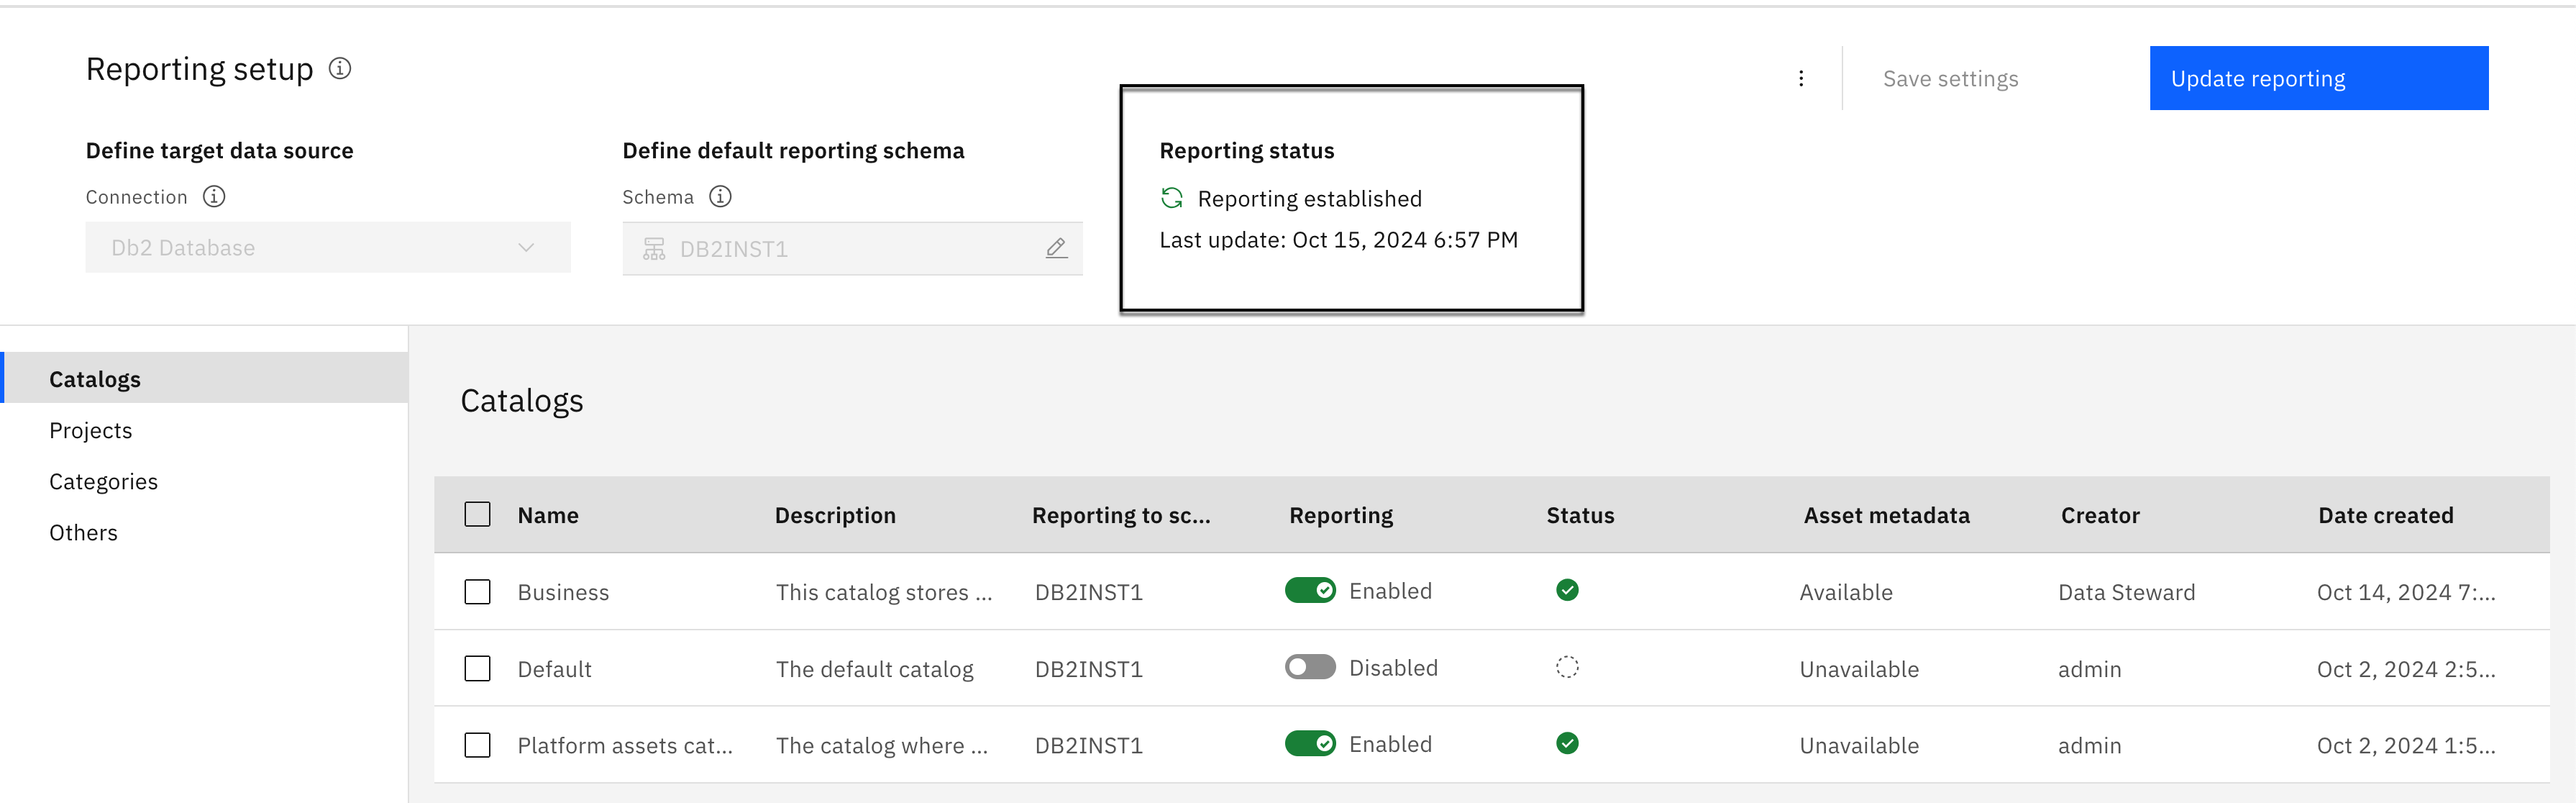 Reporting setup
Save settings
Update reporting
Define target data source
Connection
Db2 Database
Define default reporting schema
Schema
DB2INST1
Reporting status
Reporting established
Last update: Oct 15, 2024 6:57 PM
Catalogs
Projects
Categories
Others
Catalogs
Name Description Reporting to sc... Reporting Status Asset metadata Creator Date created
Business This catalog stores ... DB2INST1 Enabled Available Data Steward Oct 14, 2024 7:...
Default The default catalog DB2INST1 Disabled Unavailable admin Oct 2, 2024 2:5...
Platform assets cat... The catalog where ... DB2INST1 Enabled Unavailable admin Oct 2, 2024 1:5...